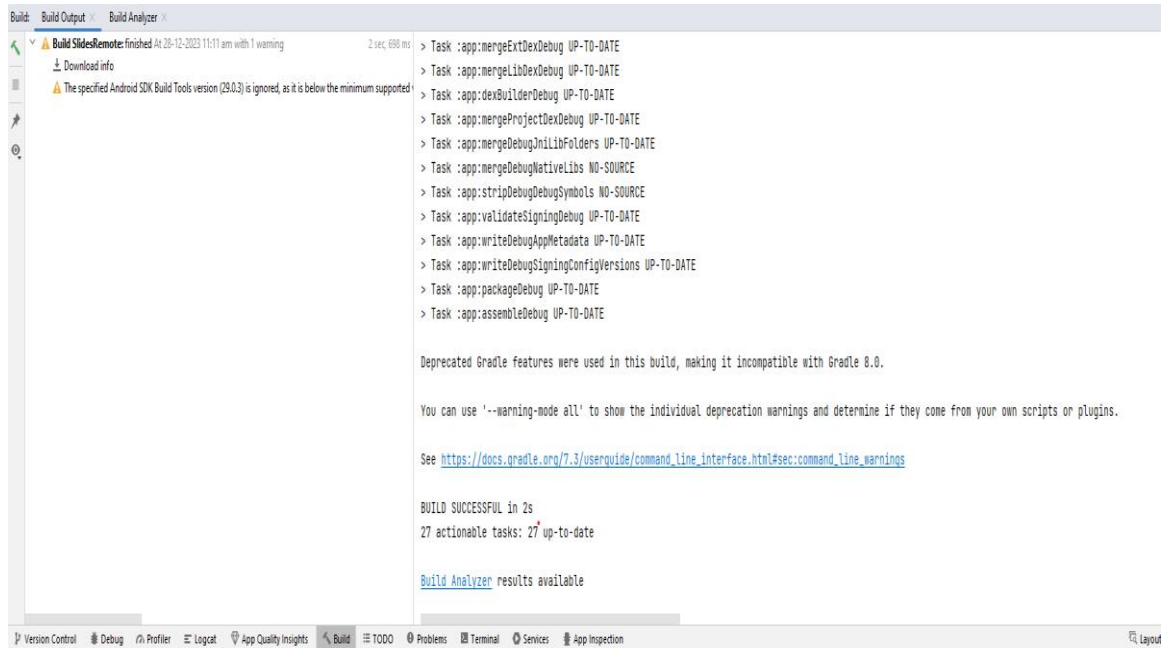 Build: Build Output × Build Analyzer ×
Build SlidesRemote: finished At 28-12-2023 11:11 am with 1 warning 2 sec, 698 ms
Download info
The specified Android SDK Build Tools version (29.0.3) is ignored, as it is below the minimum supported
> Task :app:mergeExtDexDebug UP-TO-DATE
> Task :app:mergeLibDexDebug UP-TO-DATE
> Task :app:dexBuilderDebug UP-TO-DATE
> Task :app:mergeProjectDexDebug UP-TO-DATE
> Task :app:mergeDebugJniLibFolders UP-TO-DATE
> Task :app:mergeDebugNativeLibs NO-SOURCE
> Task :app:stripDebugDebugSymbols NO-SOURCE
> Task :app:validateSigningDebug UP-TO-DATE
> Task :app:writeDebugAppMetadata UP-TO-DATE
> Task :app:writeDebugSigningConfigVersions UP-TO-DATE
> Task :app:packageDebug UP-TO-DATE
> Task :app:assembleDebug UP-TO-DATE
Deprecated Gradle features were used in this build, making it incompatible with Gradle 8.0.
You can use '--warning-mode all' to show the individual deprecation warnings and determine if they come from your own scripts or plugins.
See https://docs.gradle.org/7.3/userguide/command_line_interface.html#sec:command_line_warnings
BUILD SUCCESSFUL in 2s
27 actionable tasks: 27 up-to-date
Build Analyzer results available
Version Control Debug Profiler Logcat App Quality Insights Build TODO Problems Terminal Services App Inspection Layout